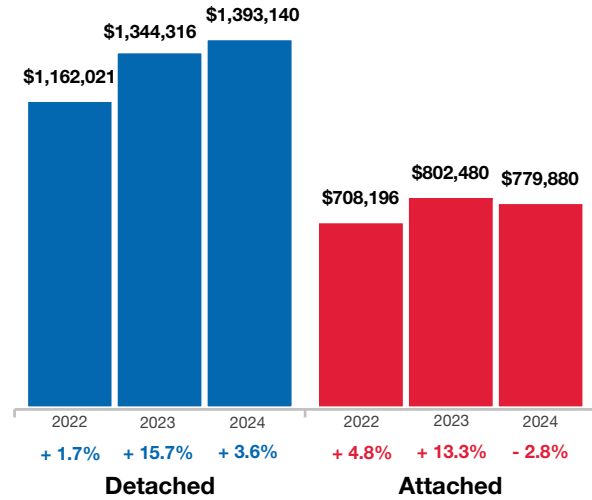 $1,162,021
$1,344,316
$1,393,140
$708,196
$802,480
$779,880
2022 2023 2024 2022 2023 2024
+ 1.7% + 15.7% + 3.6% + 4.8% + 13.3% - 2.8%
Detached Attached